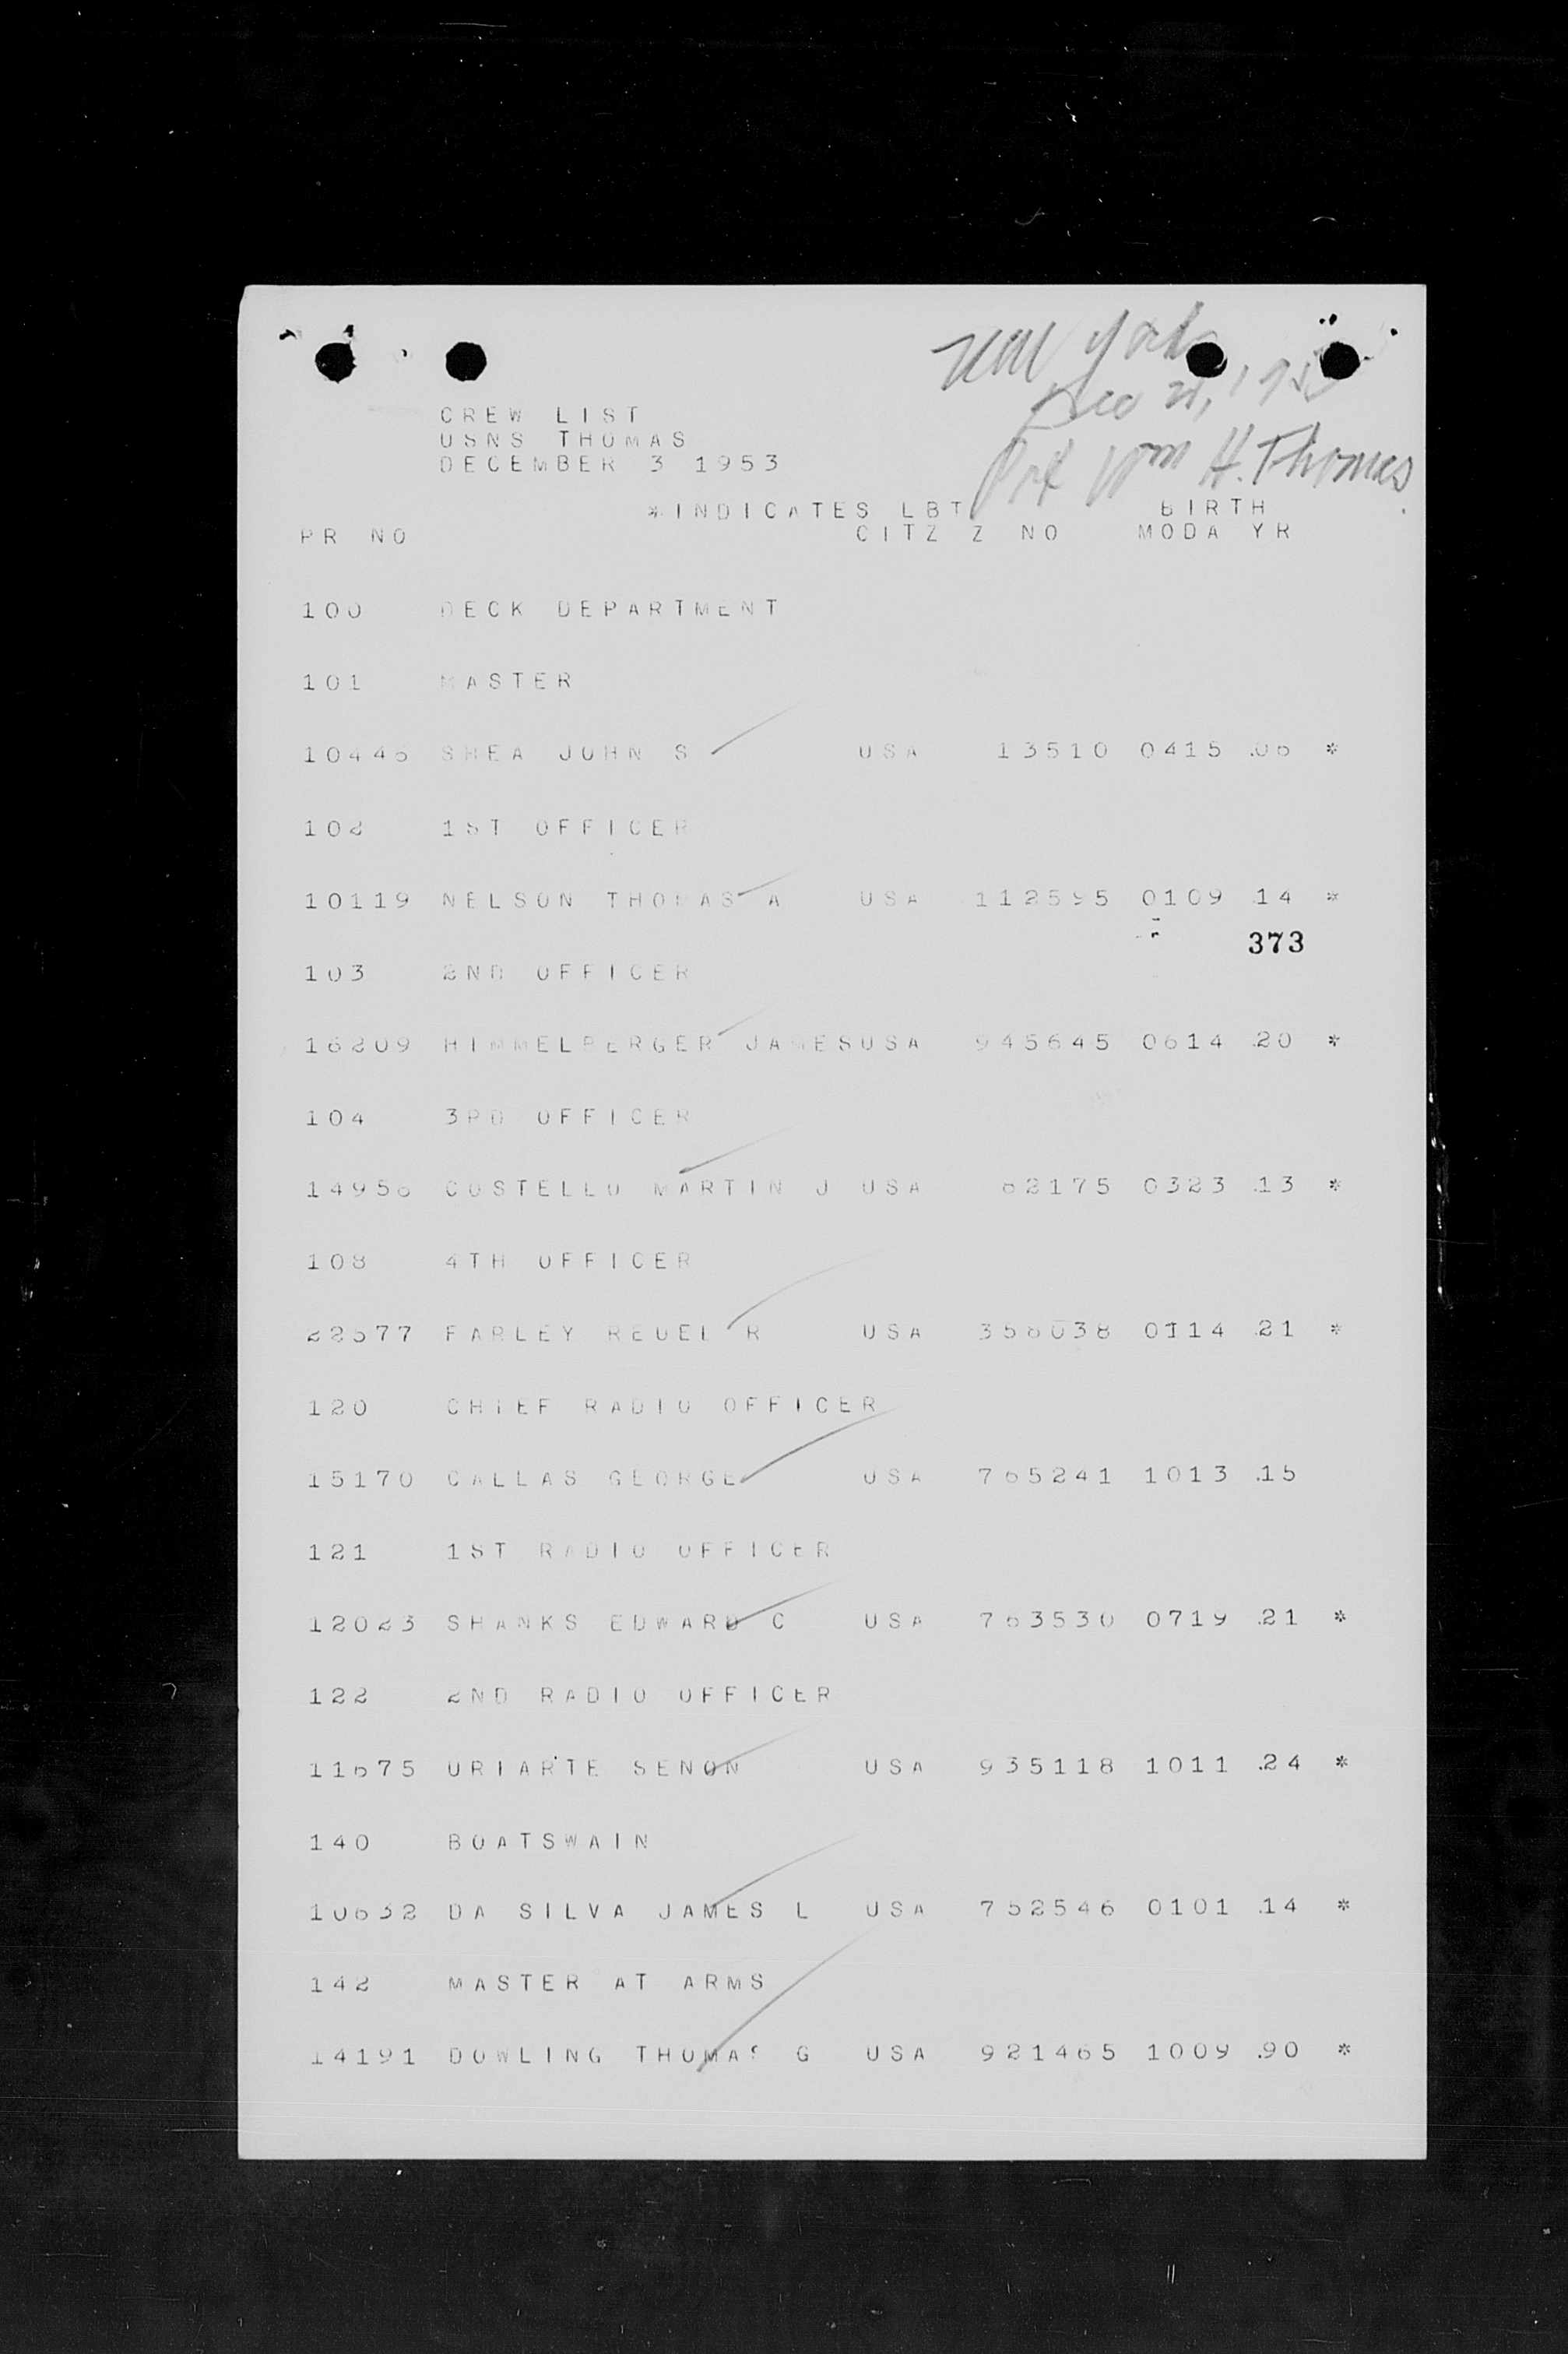 New York
Dec 21, 1953
Pvt Wm H. Thomas
CREW LIST
USNS THOMAS
DECEMBER 3 1953
*INDICATES LBT BIRTH
PR NO CITZ Z NO MODA YR
100 DECK DEPARTMENT
101 MASTER
10445 SHEA JOHN S USA 13510 0415 .06 *
102 1ST OFFICER
10119 NELSON THOMAS A USA 112595 0109 14 *
373
103 2ND OFFICER
16209 HIMMELBERGER JAMESUSA 945645 0614 .20 *
104 3RD OFFICER
14956 COSTELLO MARTIN J USA 62175 0323 .13 *
108 4TH OFFICER
22577 FARLEY REUEL R USA 356038 0114 .21 *
120 CHIEF RADIO OFFICER
15170 CALLAS GEORGE USA 765241 1013 .15
121 1ST RADIO OFFICER
12023 SHANKS EDWARD C USA 763530 0719 .21 *
122 2ND RADIO OFFICER
11675 URIARTE SENON USA 935118 1011 .24 *
140 BOATSWAIN
10632 DA SILVA JAMES L USA 752546 0101 .14 *
142 MASTER AT ARMS
14191 DOWLING THOMAS G USA 921465 1009 .90 *